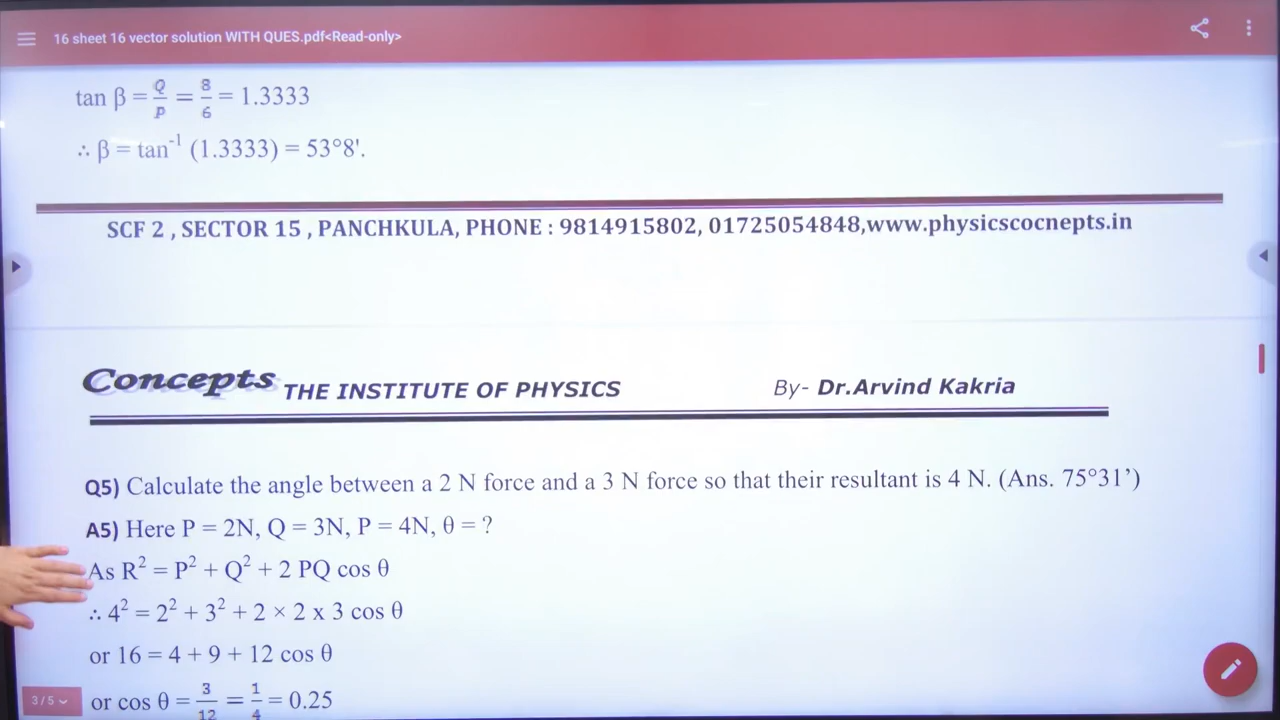 16 sheet 16 vector solution WITH QUES.pdf<Read-only>
tan β = Q/P = 8/6 = 1.3333
∴ β = tan⁻¹ (1.3333) = 53°8'.
SCF 2 , SECTOR 15 , PANCHKULA, PHONE : 9814915802, 01725054848,www.physicscocnepts.in
Concepts THE INSTITUTE OF PHYSICS By- Dr.Arvind Kakria
Q5) Calculate the angle between a 2 N force and a 3 N force so that their resultant is 4 N. (Ans. 75°31’)
A5) Here P = 2N, Q = 3N, P = 4N, θ = ?
As R² = P² + Q² + 2 PQ cos θ
∴ 4² = 2² + 3² + 2 × 2 x 3 cos θ
or 16 = 4 + 9 + 12 cos θ
or cos θ = 3/12 = 1/4 = 0.25
3/5